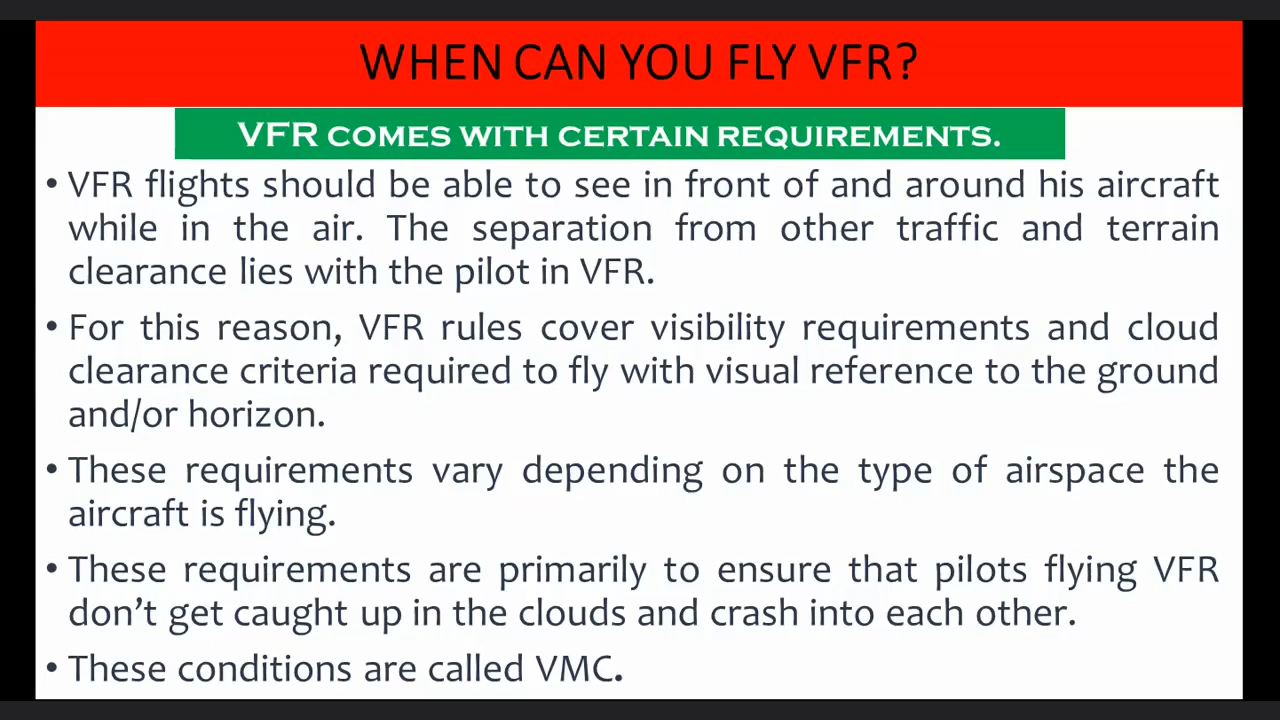 WHEN CAN YOU FLY VFR?
VFR COMES WITH CERTAIN REQUIREMENTS.
• VFR flights should be able to see in front of and around his aircraft
while in the air. The separation from other traffic and terrain
clearance lies with the pilot in VFR.
• For this reason, VFR rules cover visibility requirements and cloud
clearance criteria required to fly with visual reference to the ground
and/or horizon.
• These requirements vary depending on the type of airspace the
aircraft is flying.
• These requirements are primarily to ensure that pilots flying VFR
don't get caught up in the clouds and crash into each other.
• These conditions are called VMC.